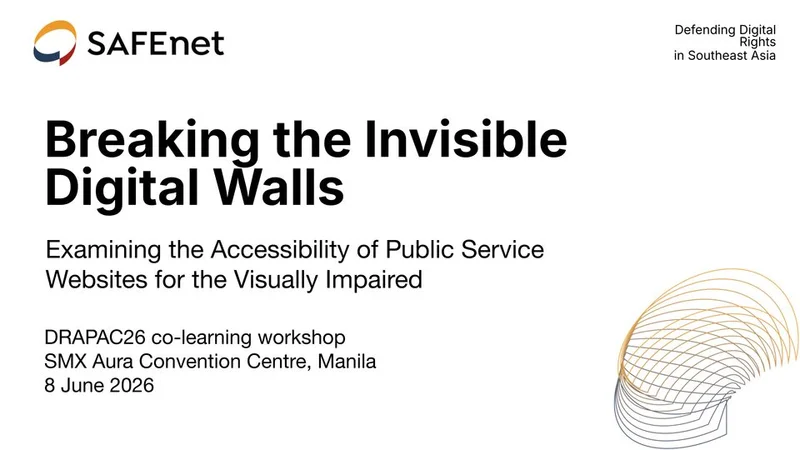 SAFEnet
Defending Digital
Rights
in Southeast Asia
Breaking the Invisible
Digital Walls
Examining the Accessibility of Public Service
Websites for the Visually Impaired
DRAPAC26 co-learning workshop
SMX Aura Convention Centre, Manila
8 June 2026